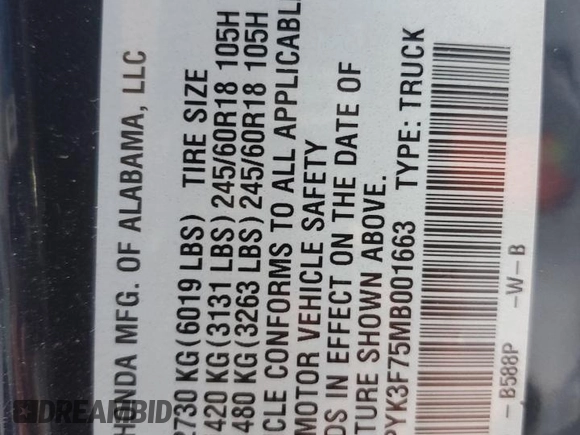 HONDA MFG. OF ALABAMA, LLC
2730 KG(6019 LBS) TIRE SIZE
420 KG(3131 LBS)245/60R18 105H
480 KG(3263 LBS)245/60R18 105H
CLE CONFORMS TO ALL APPLICABLE
MOTOR VEHICLE SAFETY
DS IN EFFECT ON THE DATE OF
TURE SHOWN ABOVE.
PYK3F75MB001663 TYPE: TRUCK
- B588P -W-B
DREAMBID